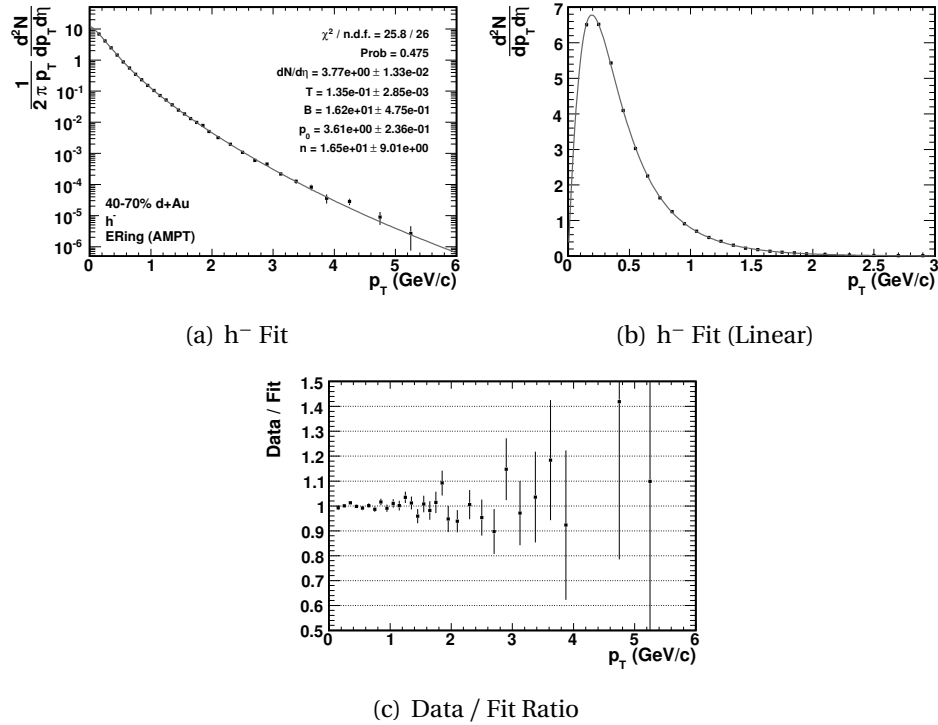 1 / 2 π p_T d²N / dp_T dη
10
1
10⁻¹
10⁻²
10⁻³
10⁻⁴
10⁻⁵
10⁻⁶
χ² / n.d.f. = 25.8 / 26
Prob = 0.475
dN/dη = 3.77e+00 ± 1.33e-02
T = 1.35e-01 ± 2.85e-03
B = 1.62e+01 ± 4.75e-01
p₀ = 3.61e+00 ± 2.36e-01
n = 1.65e+01 ± 9.01e+00
40-70% d+Au
h⁻
ERing (AMPT)
0 1 2 3 4 5 6
p_T (GeV/c)
(a) h⁻ Fit
d²N / dp_T dη
7
6
5
4
3
2
1
0
0 0.5 1 1.5 2 2.5 3
p_T (GeV/c)
(b) h⁻ Fit (Linear)
Data / Fit
1.5
1.4
1.3
1.2
1.1
1
0.9
0.8
0.7
0.6
0.5
0 1 2 3 4 5 6
p_T (GeV/c)
(c) Data / Fit Ratio